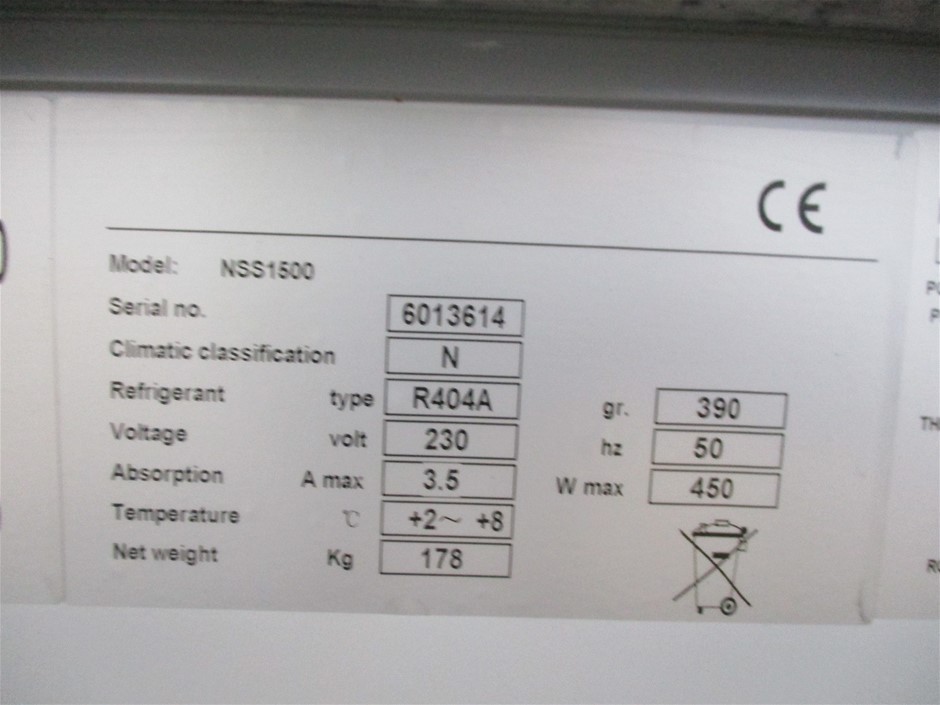 CE
Model: NSS1500
Serial no. 6013614
Climatic classification N
Refrigerant type R404A gr. 390
Voltage volt 230 hz 50
Absorption A max 3.5 W max 450
Temperature °C +2~ +8
Net weight Kg 178